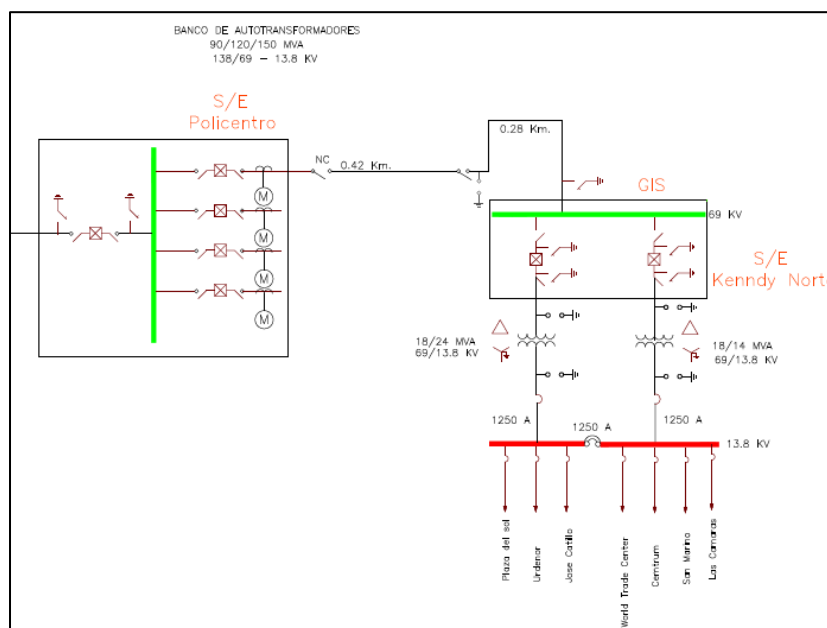 BANCO DE AUTOTRANSFORMADORES
90/120/150 MVA
138/69 – 13.8 KV
S/E
Policentro
NC
0.42 Km.
0.28 Km.
GIS
69 KV
S/E
Kenndy Norte
M
M
M
M
18/24 MVA
69/13.8 KV
18/14 MVA
69/13.8 KV
1250 A
1250 A
1250 A
13.8 KV
Plaza del sol
Urdenor
Jose Catillo
World Trade Center
Cemtrum
San Marino
Las Camaras